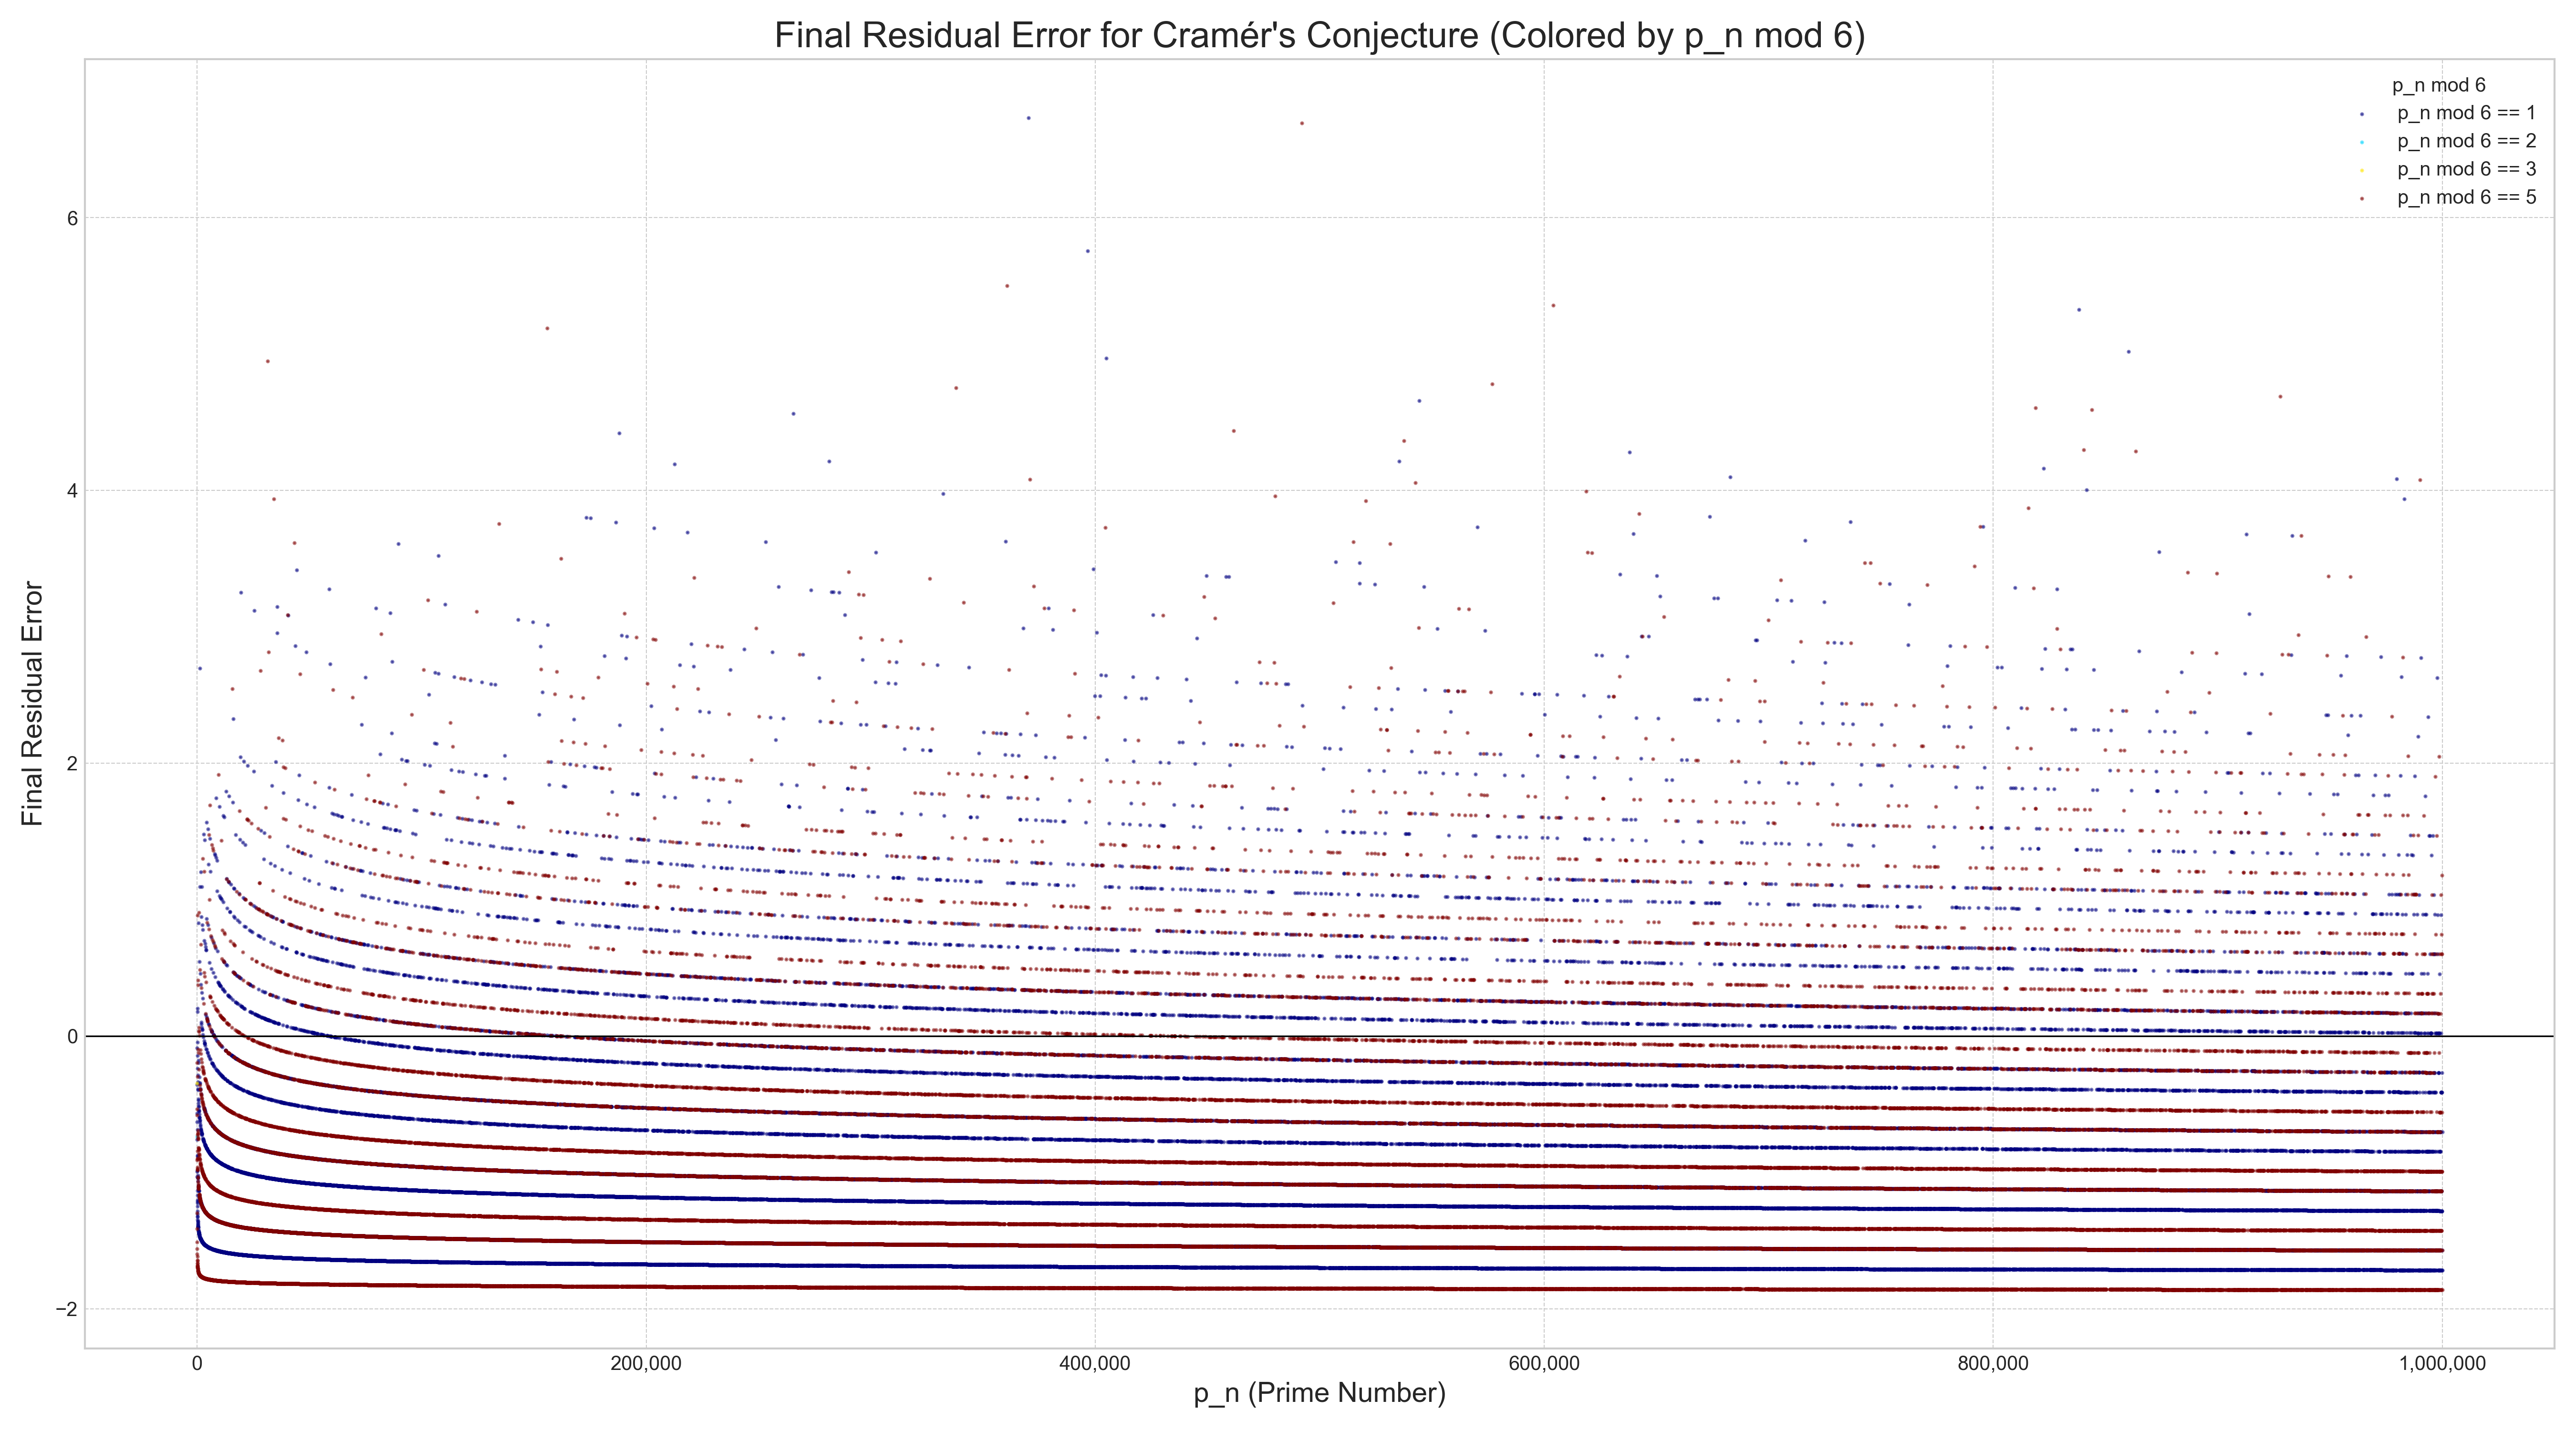 Final Residual Error for Cramér's Conjecture (Colored by p_n mod 6)
p_n mod 6
p_n mod 6 == 1
p_n mod 6 == 2
p_n mod 6 == 3
p_n mod 6 == 5
Final Residual Error
6
4
2
0
−2
0
200,000
400,000
600,000
800,000
1,000,000
p_n (Prime Number)